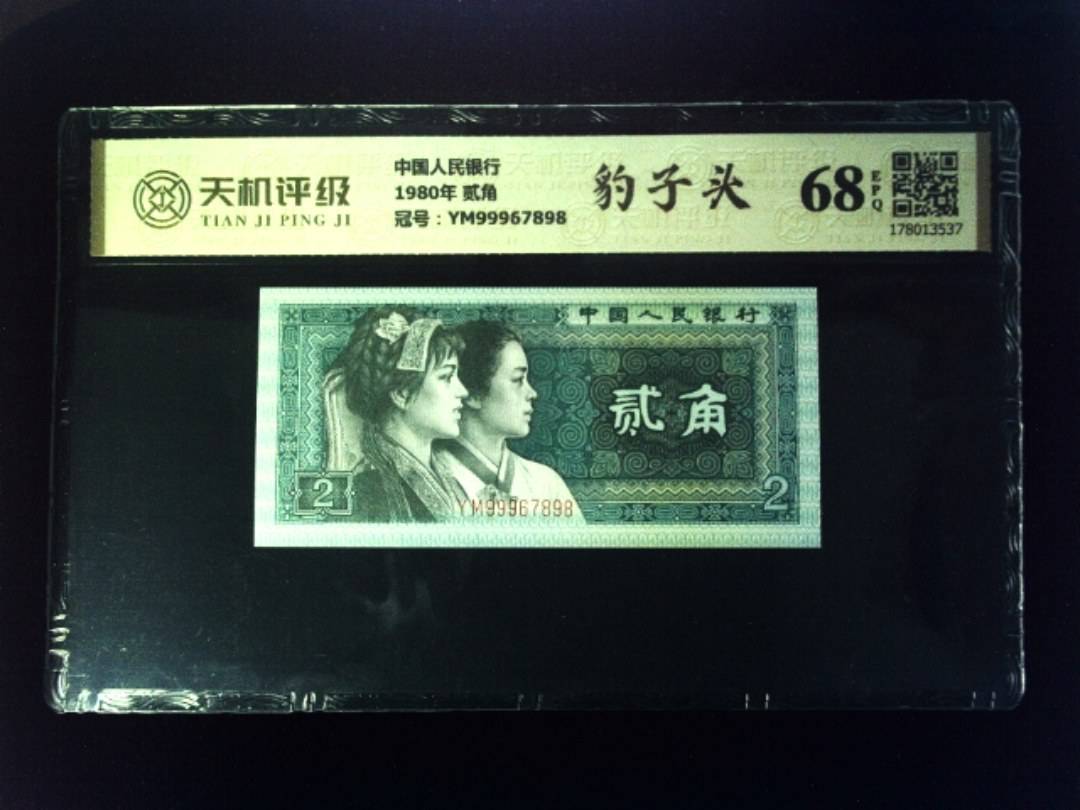 天机评级
TIAN JI PING JI
中国人民银行
1980年 贰角
冠号：YM99967898
豹子头
68
EPQ
178013537
中国人民银行
贰角
2
YM99967898
2